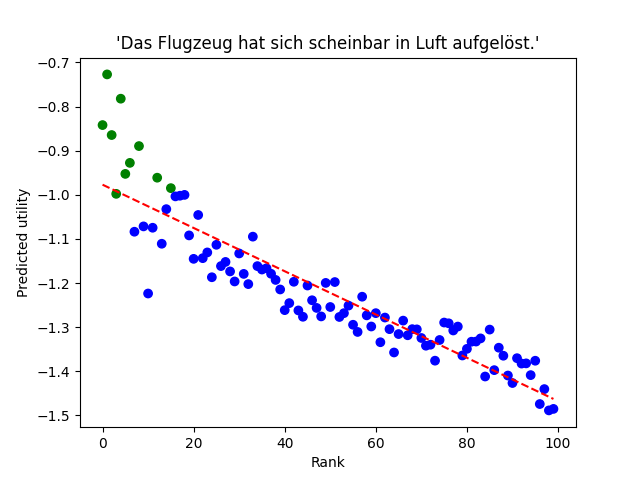 'Das Flugzeug hat sich scheinbar in Luft aufgelöst.'
−0.7
−0.8
−0.9
−1.0
−1.1
−1.2
−1.3
−1.4
−1.5
Predicted utility
0 20 40 60 80 100
Rank